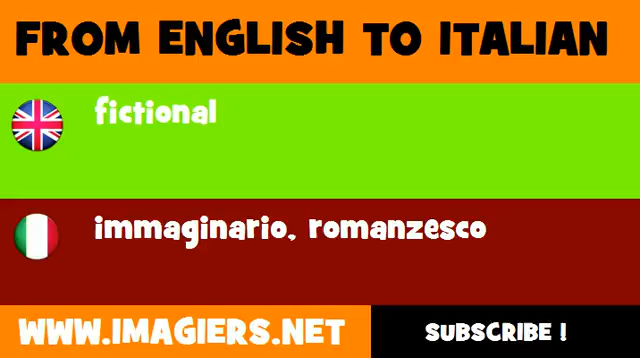 FROM ENGLISH TO ITALIAN
fictional
immaginario, romanzesco
WWW.IMAGIERS.NET
SUBSCRIBE !